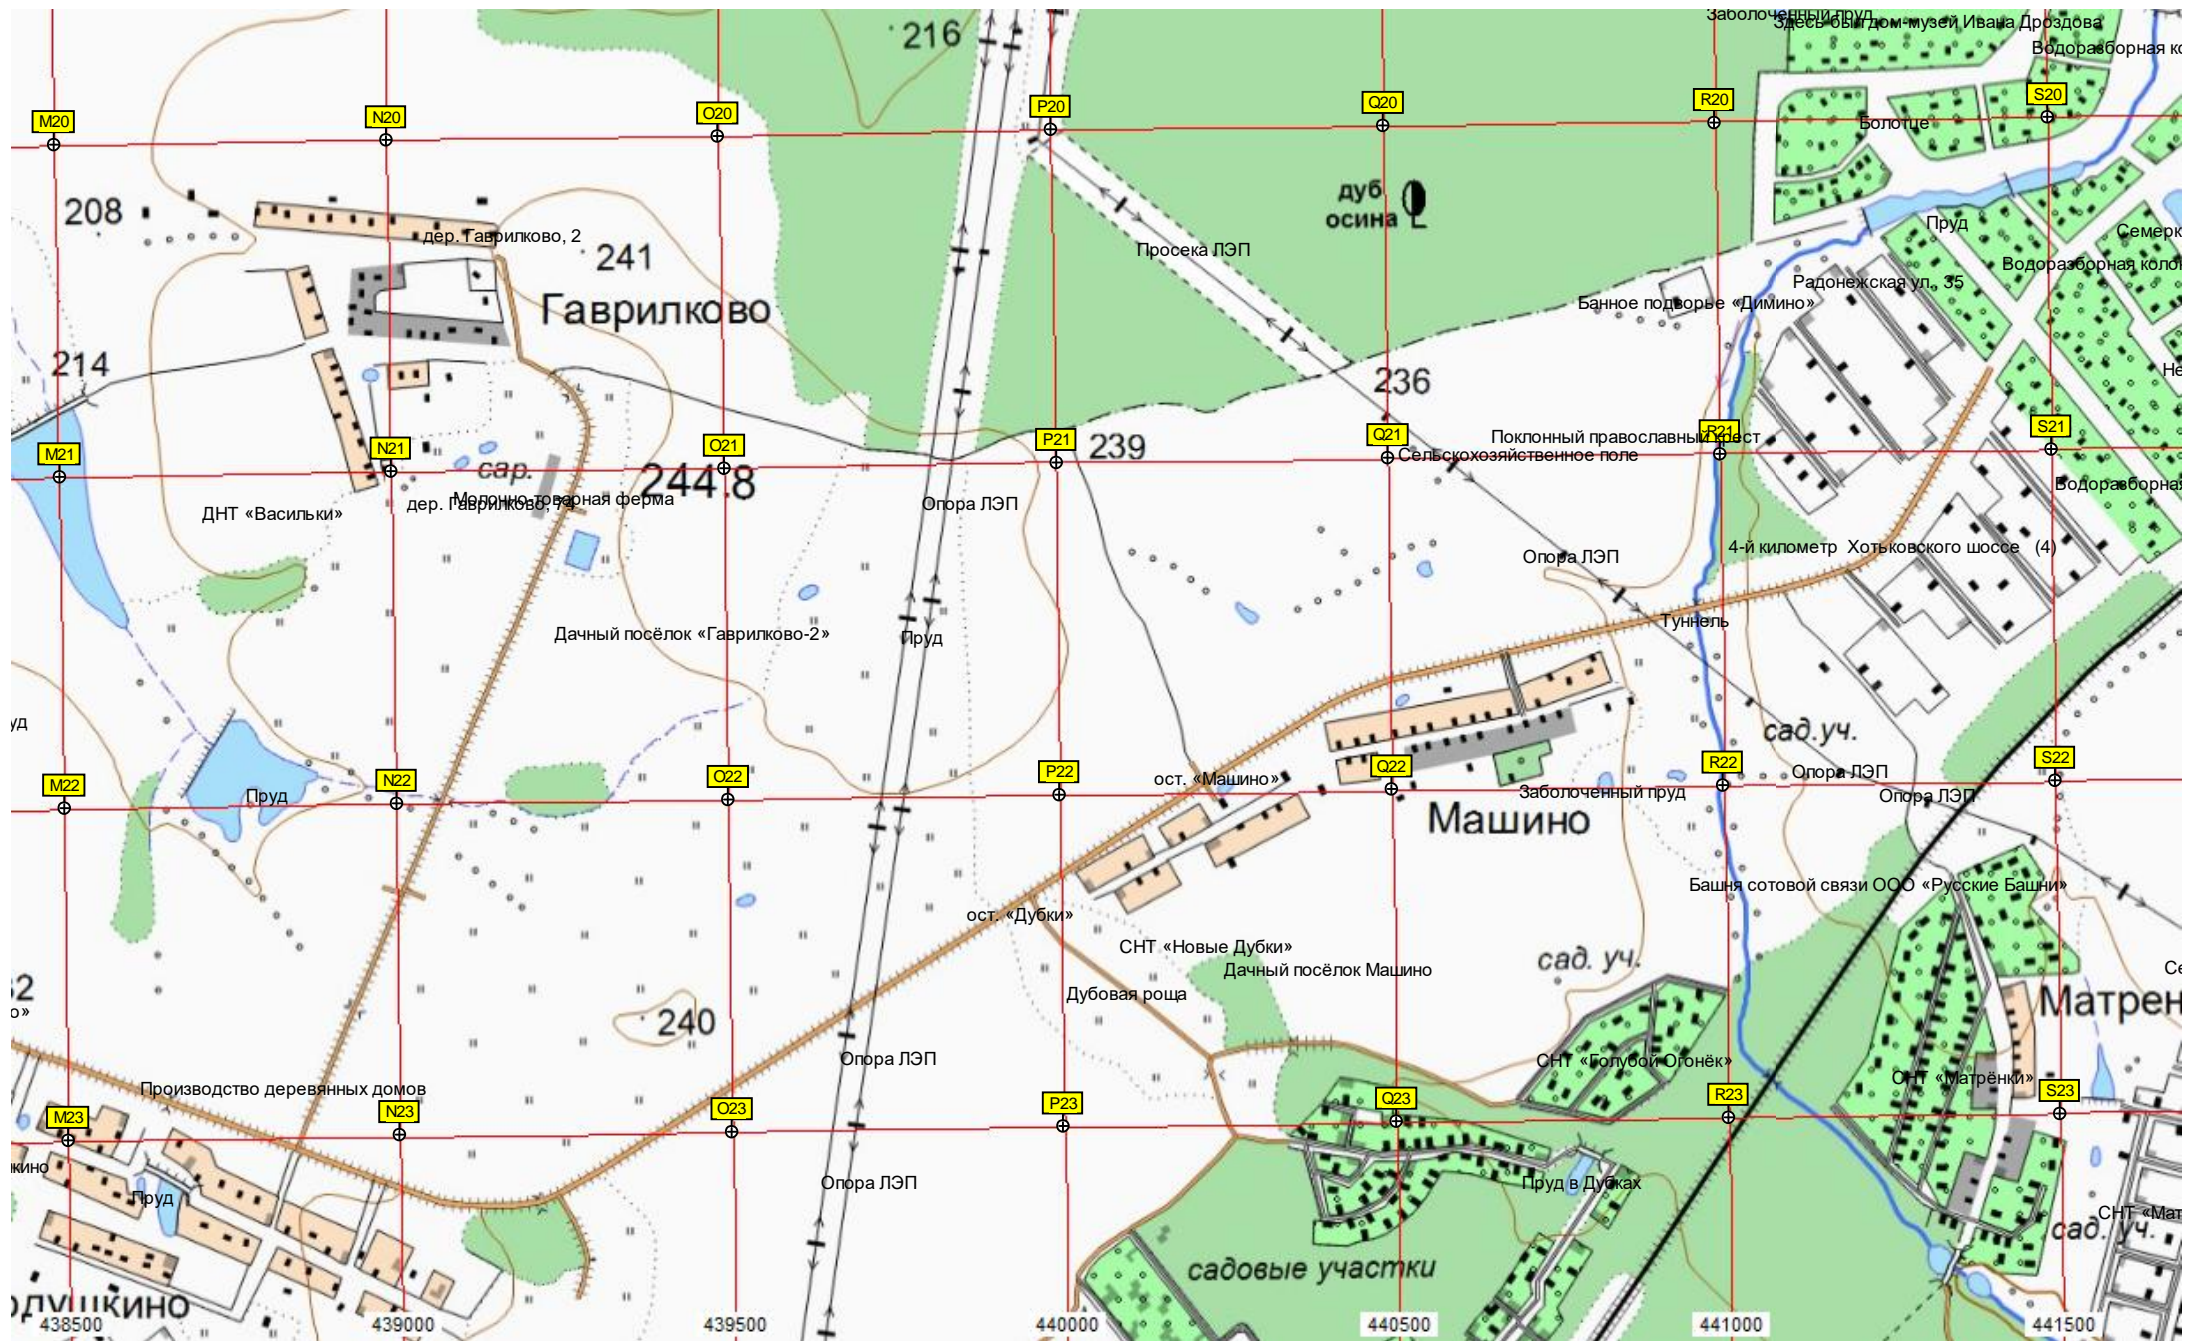 216
Заболоченный пруд
Здесь был дом-музей Ивана Дроздова
M20
N20
O20
P20
Q20
R20
S20
Болотце
208
дуб
осина
дер. Гаврилково, 2
241
Просека ЛЭП
Пруд
Гаврилково
Банное подворье «Димино»
Радонежская ул., 35
214
236
M21
N21
O21
P21
Q21
R21
S21
239
Поклонный православный крест
Сельскохозяйственное поле
сар.
244.8
Молочно-товарная ферма
дер. Гаврилково, 74
ДНТ «Васильки»
Опора ЛЭП
Опора ЛЭП
4-й километр Хотьковского шоссе (4)
Туннель
Дачный посёлок «Гаврилково-2»
Пруд
сад.уч.
M22
N22
O22
P22
Q22
R22
S22
ост. «Машино»
Опора ЛЭП
Пруд
Заболоченный пруд
Опора ЛЭП
Машино
Башня сотовой связи ООО «Русские Башни»
ост. «Дубки»
СНТ «Новые Дубки»
Дачный посёлок Машино
сад. уч.
Дубовая роща
240
Опора ЛЭП
СНТ «Голубой Огонёк»
СНТ «Матрёнки»
Производство деревянных домов
M23
N23
O23
P23
Q23
R23
S23
Пруд
Опора ЛЭП
Пруд в Дубках
сад. уч.
садовые участки
438500
439000
439500
440000
440500
441000
441500